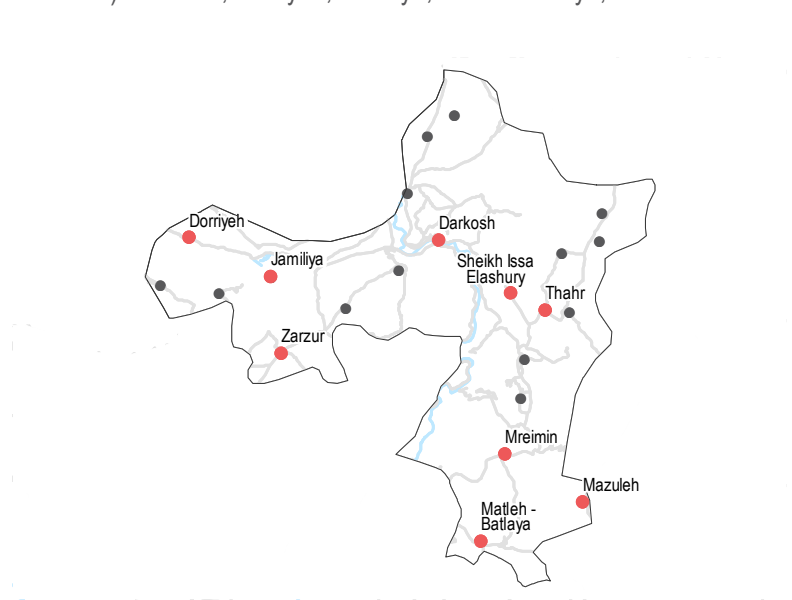 Dorriyeh
Darkosh
Jamiliya
Sheikh Issa
Elashury
Thahr
Zarzur
Mreimin
Mazuleh
Matleh -
Batlaya